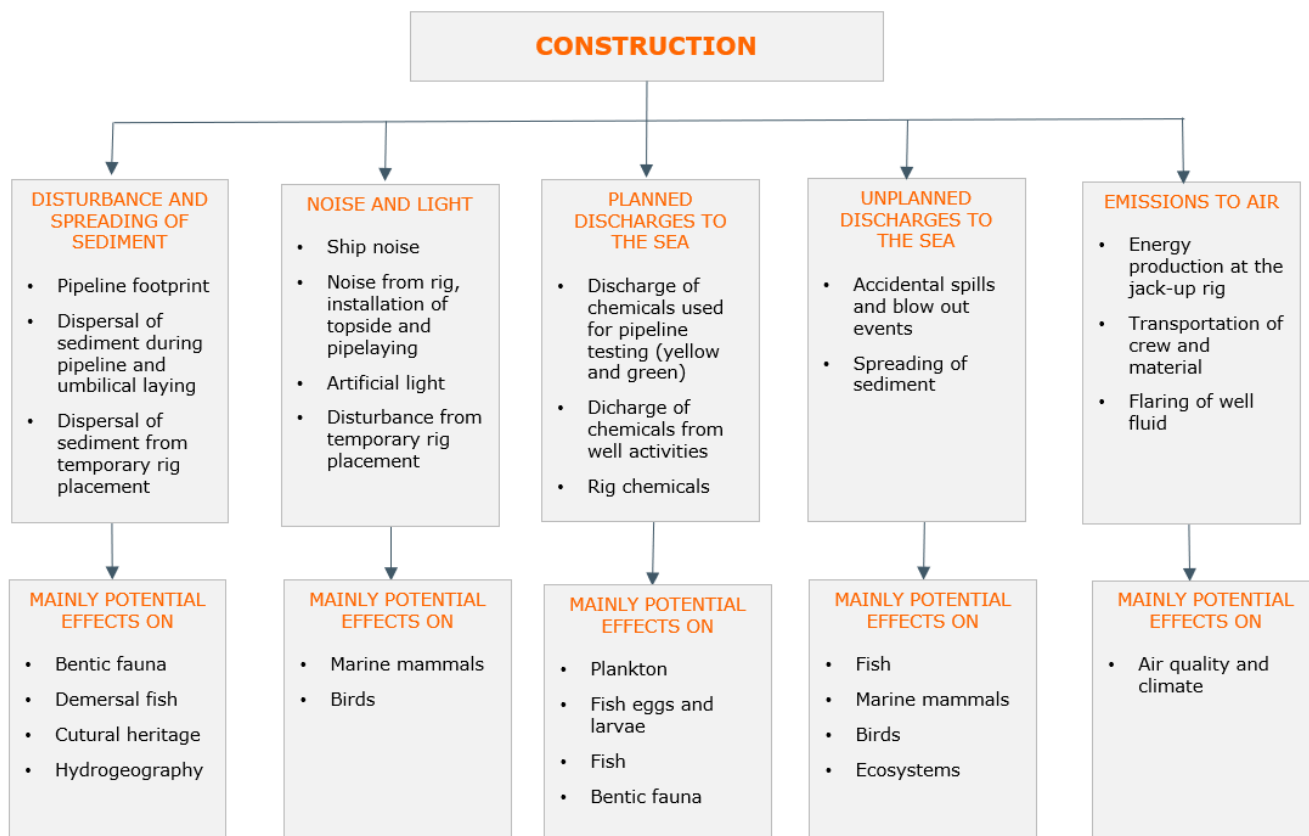 CONSTRUCTION
DISTURBANCE AND
SPREADING OF
SEDIMENT
• Pipeline footprint
• Dispersal of
sediment during
pipeline and
umbilical laying
• Dispersal of
sediment from
temporary rig
placement
NOISE AND LIGHT
• Ship noise
• Noise from rig,
installation of
topside and
pipelaying
• Artificial light
• Disturbance from
temporary rig
placement
PLANNED
DISCHARGES TO
THE SEA
• Discharge of
chemicals used
for pipeline
testing (yellow
and green)
• Dicharge of
chemicals from
well activities
• Rig chemicals
UNPLANNED
DISCHARGES TO
THE SEA
• Accidental spills
and blow out
events
• Spreading of
sediment
EMISSIONS TO AIR
• Energy
production at the
jack-up rig
• Transportation of
crew and
material
• Flaring of well
fluid
MAINLY POTENTIAL
EFFECTS ON
• Bentic fauna
• Demersal fish
• Cutural heritage
• Hydrogeography
MAINLY POTENTIAL
EFFECTS ON
• Marine mammals
• Birds
MAINLY POTENTIAL
EFFECTS ON
• Plankton
• Fish eggs and
larvae
• Fish
• Bentic fauna
MAINLY POTENTIAL
EFFECTS ON
• Fish
• Marine mammals
• Birds
• Ecosystems
MAINLY POTENTIAL
EFFECTS ON
• Air quality and
climate